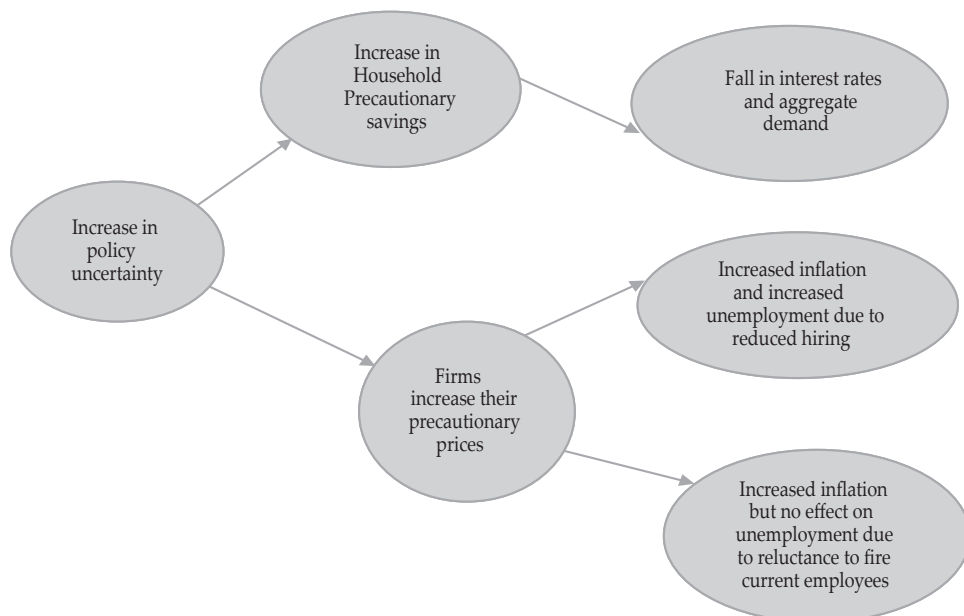 Increase in
Household
Precautionary
savings
Fall in interest rates
and aggregate
demand
Increase in
policy
uncertainty
Increased inflation
and increased
unemployment due to
reduced hiring
Firms
increase their
precautionary
prices
Increased inflation
but no effect on
unemployment due
to reluctance to fire
current employees